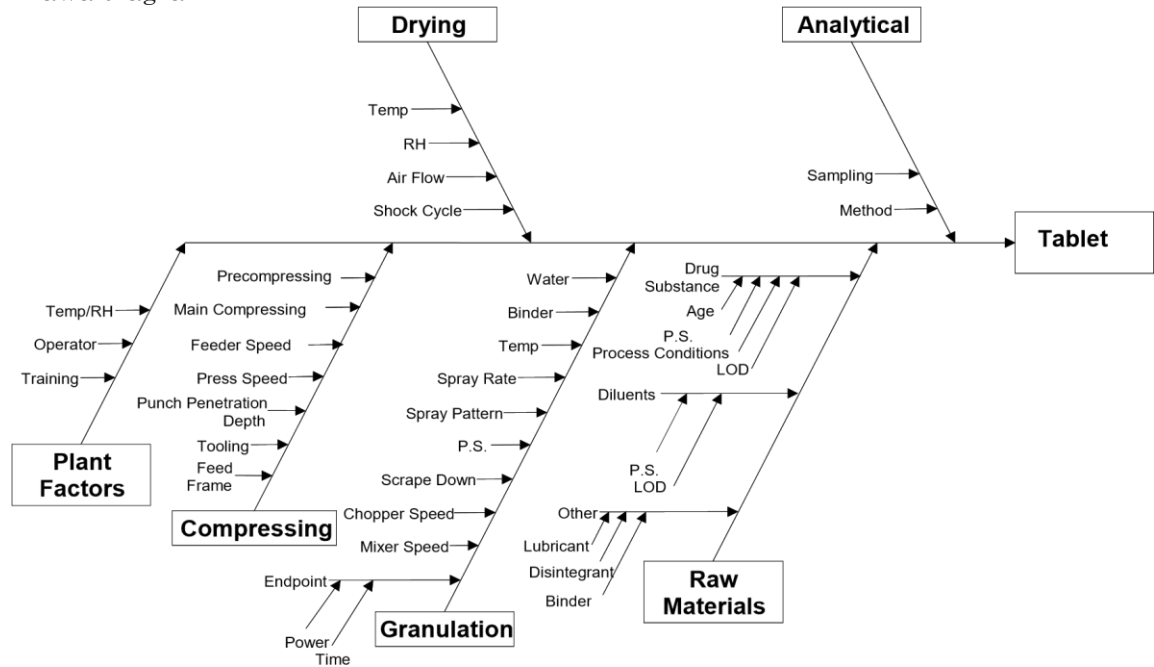 Drying
Analytical
Temp
RH
Air Flow
Shock Cycle
Sampling
Method
Tablet
Temp/RH
Operator
Training
Plant
Factors
Precompressing
Main Compressing
Feeder Speed
Press Speed
Punch Penetration
Depth
Tooling
Feed
Frame
Compressing
Water
Binder
Temp
Spray Rate
Spray Pattern
P.S.
Scrape Down
Chopper Speed
Mixer Speed
Endpoint
Power
Time
Granulation
Drug
Substance
Age
P.S.
Process Conditions
LOD
Diluents
P.S.
LOD
Other
Lubricant
Disintegrant
Binder
Raw
Materials